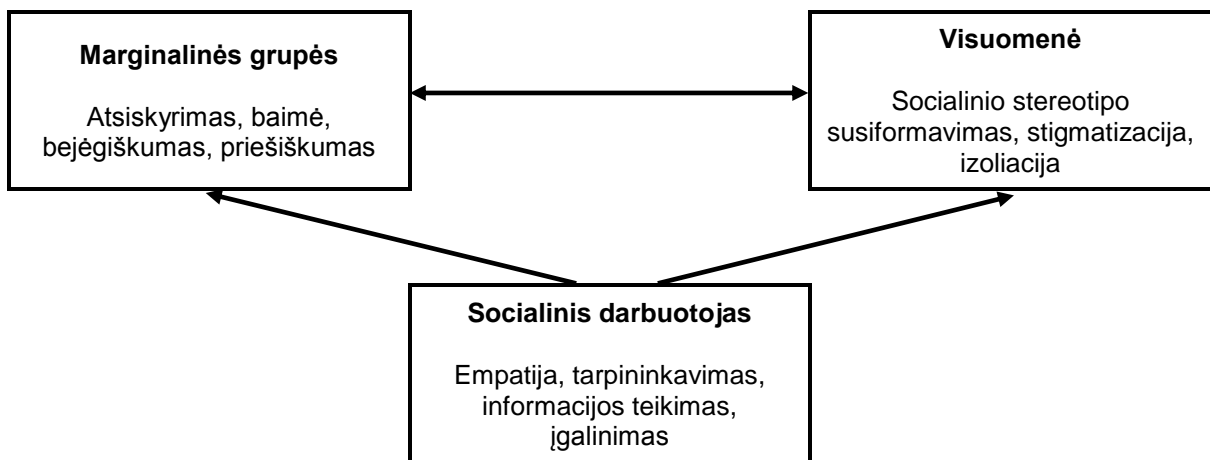 Marginalinės grupės
Atsiskyrimas, baimė,
bejėgiškumas, priešiškumas
Visuomenė
Socialinio stereotipo
susiformavimas, stigmatizacija,
izoliacija
Socialinis darbuotojas
Empatija, tarpininkavimas,
informacijos teikimas,
įgalinimas